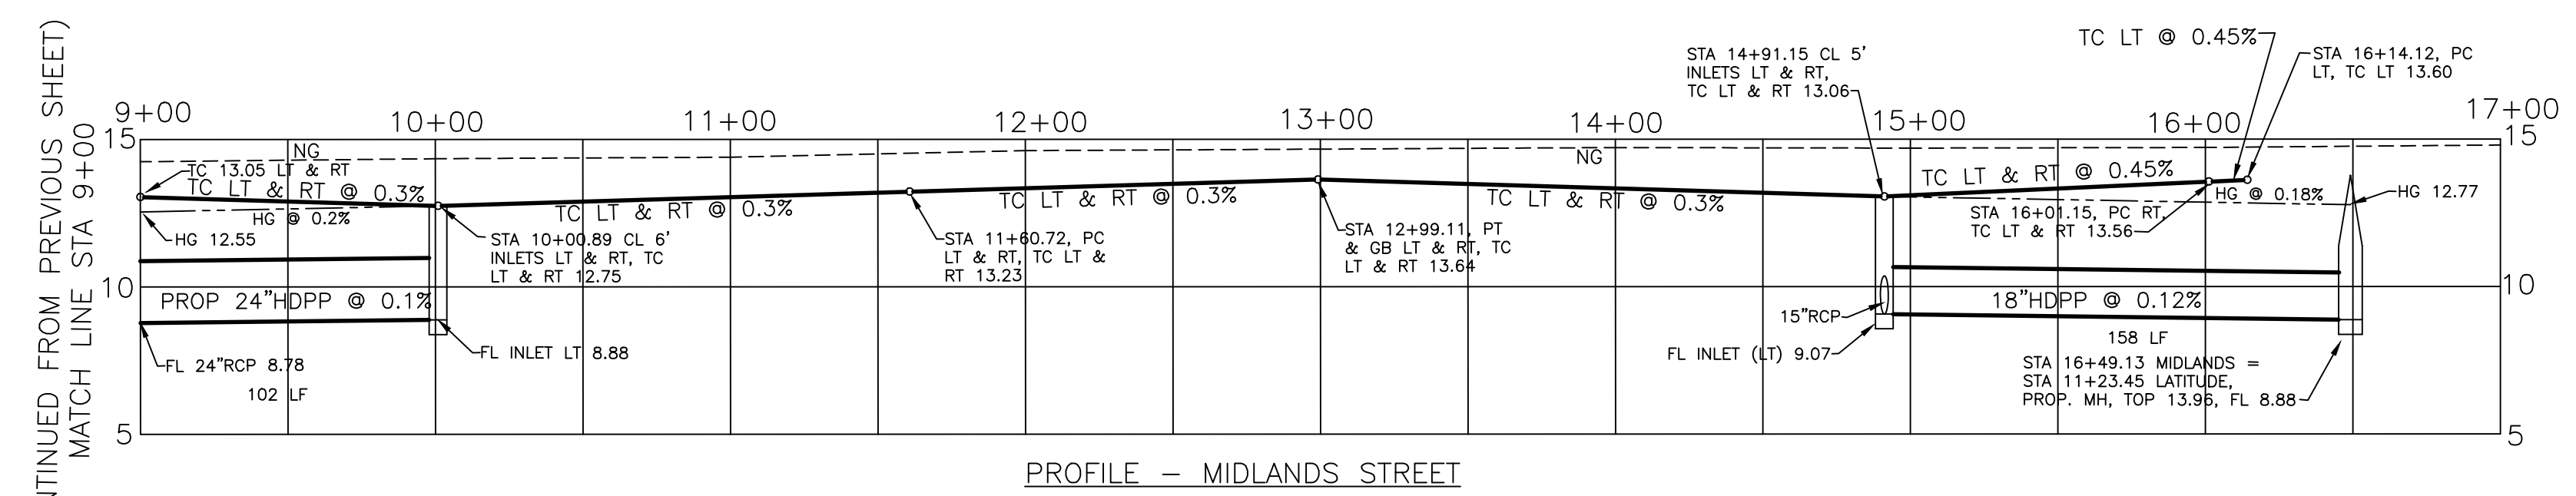 NTINUED FROM PREVIOUS SHEET)
MATCH LINE STA 9+00
9+00
10+00
11+00
12+00
13+00
14+00
15+00
16+00
17+00
15
10
5
15
10
5
NG
NG
TC 13.05 LT & RT
TC LT & RT @ 0.3%
HG @ 0.2%
HG 12.55
PROP 24"HDPP @ 0.1%
FL 24"RCP 8.78
102 LF
STA 10+00.89 CL 6'
INLETS LT & RT, TC
LT & RT 12.75
FL INLET LT 8.88
TC LT & RT @ 0.3%
STA 11+60.72, PC
LT & RT, TC LT &
RT 13.23
TC LT & RT @ 0.3%
STA 12+99.11, PT
& GB LT & RT, TC
LT & RT 13.64
TC LT & RT @ 0.3%
STA 14+91.15 CL 5'
INLETS LT & RT,
TC LT & RT 13.06
15"RCP
FL INLET (LT) 9.07
TC LT & RT @ 0.45%
STA 16+01.15, PC RT,
TC LT & RT 13.56
HG @ 0.18%
TC LT @ 0.45%
STA 16+14.12, PC
LT, TC LT 13.60
HG 12.77
18"HDPP @ 0.12%
158 LF
STA 16+49.13 MIDLANDS =
STA 11+23.45 LATITUDE,
PROP. MH, TOP 13.96, FL 8.88
PROFILE – MIDLANDS STREET